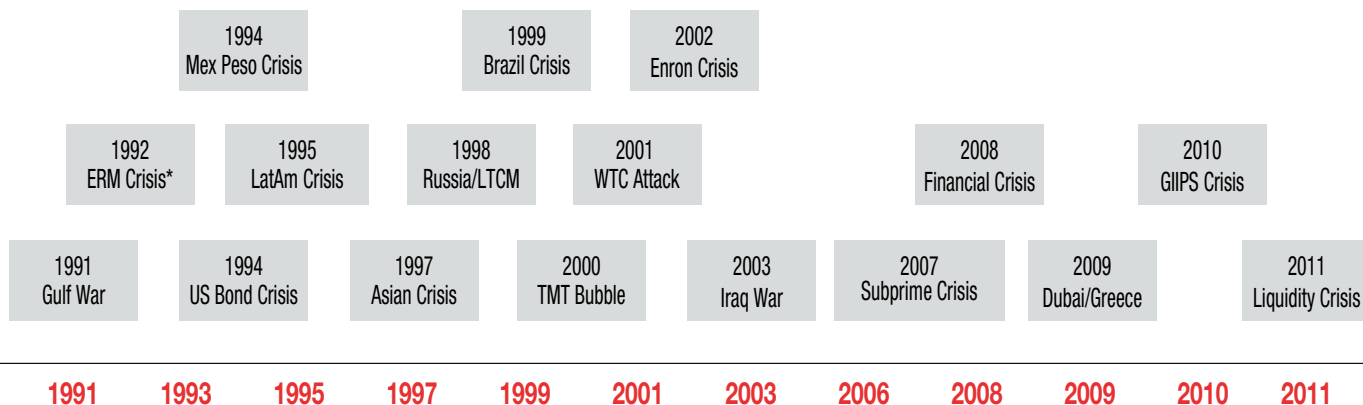 1994
Mex Peso Crisis
1999
Brazil Crisis
2002
Enron Crisis
1992
ERM Crisis*
1995
LatAm Crisis
1998
Russia/LTCM
2001
WTC Attack
2008
Financial Crisis
2010
GIIPS Crisis
1991
Gulf War
1994
US Bond Crisis
1997
Asian Crisis
2000
TMT Bubble
2003
Iraq War
2007
Subprime Crisis
2009
Dubai/Greece
2011
Liquidity Crisis
1991 1993 1995 1997 1999 2001 2003 2006 2008 2009 2010 2011